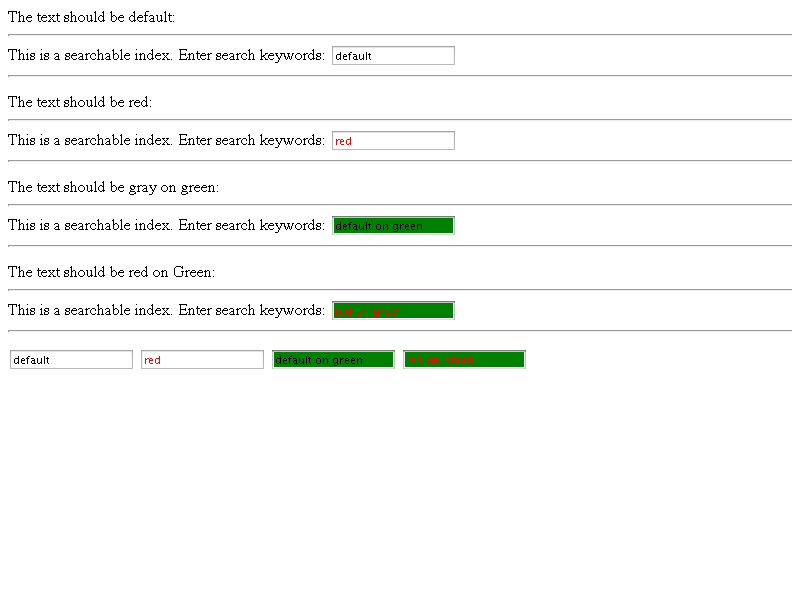 The text should be default:
This is a searchable index. Enter search keywords: default
The text should be red:
This is a searchable index. Enter search keywords: red
The text should be gray on green:
This is a searchable index. Enter search keywords: default on green
The text should be red on Green:
This is a searchable index. Enter search keywords: red on green
default red default on green red on green